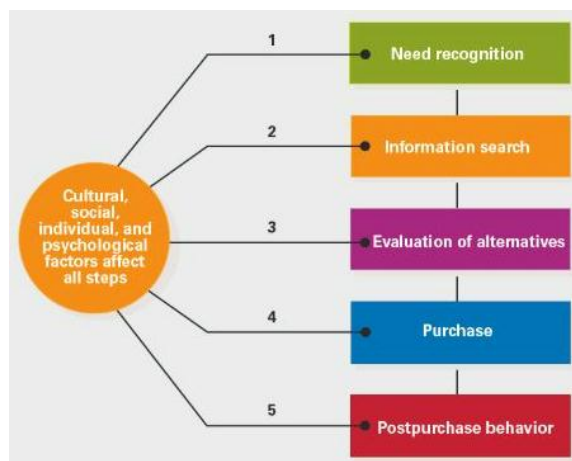 1
Need recognition
2
Information search
Cultural,
social,
individual, and
psychological
factors affect
all steps
3
Evaluation of alternatives
4
Purchase
5
Postpurchase behavior